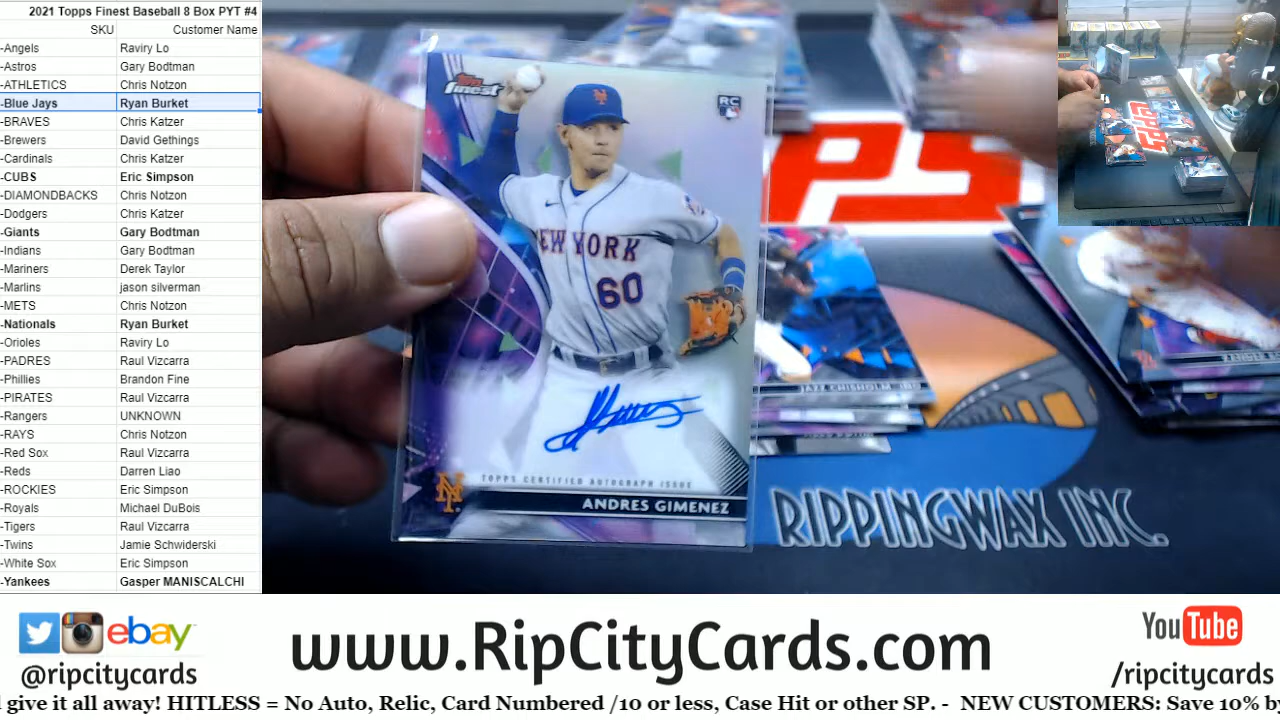 2021 Topps Finest Baseball 8 Box PYT #4
SKU Customer Name
-Angels Raviry Lo
-Astros Gary Bodtman
-ATHLETICS Chris Notzon
-Blue Jays Ryan Burket
-BRAVES Chris Katzer
-Brewers David Gethings
-Cardinals Chris Katzer
-CUBS Eric Simpson
-DIAMONDBACKS Chris Notzon
-Dodgers Chris Katzer
-Giants Gary Bodtman
-Indians Gary Bodtman
-Mariners Derek Taylor
-Marlins jason silverman
-METS Chris Notzon
-Nationals Ryan Burket
-Orioles Raviry Lo
-PADRES Raul Vizcarra
-Phillies Brandon Fine
-PIRATES Raul Vizcarra
-Rangers UNKNOWN
-RAYS Chris Notzon
-Red Sox Raul Vizcarra
-Reds Darren Liao
-ROCKIES Eric Simpson
-Royals Michael DuBois
-Tigers Raul Vizcarra
-Twins Jamie Schwiderski
-White Sox Eric Simpson
-Yankees Gasper MANISCALCHI
Topps
finest
RC
NEW YORK
60
TOPPS CERTIFIED AUTOGRAPH ISSUE
ANDRES GIMENEZ
JAZZ CHISHOLM, JR.
RIPPINGWAX INC.
ebay
@ripcitycards
www.RipCityCards.com
YouTube
/ripcitycards
give it all away! HITLESS = No Auto, Relic, Card Numbered /10 or less, Case Hit or other SP. - NEW CUSTOMERS: Save 10% by